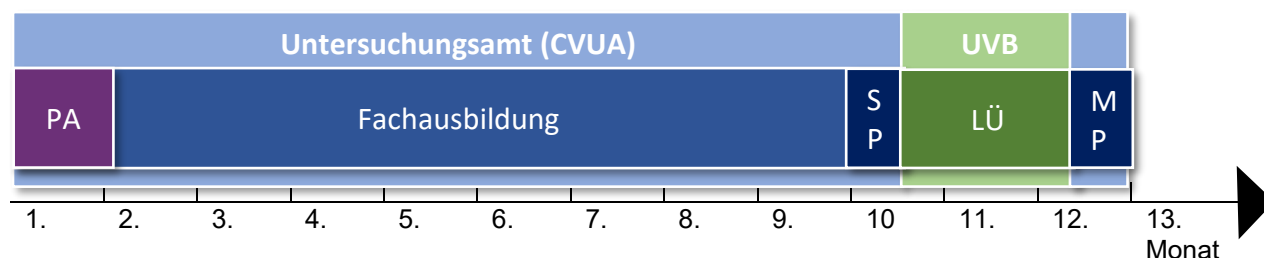 Untersuchungsamt (CVUA) UVB
PA Fachausbildung S P LÜ M P
1. 2. 3. 4. 5. 6. 7. 8. 9. 10 11. 12. 13.
Monat